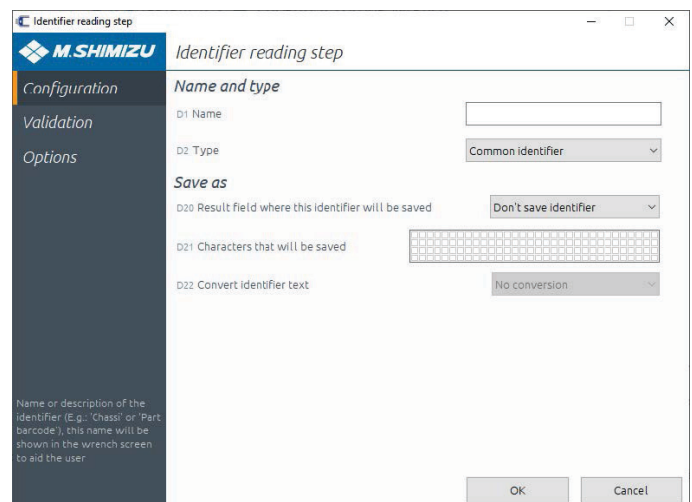 Identifier reading step
M.SHIMIZU
Identifier reading step
Configuration
Validation
Options
Name and type
D1 Name
D2 Type
Common identifier
Save as
D20 Result field where this identifier will be saved
Don't save identifier
D21 Characters that will be saved
D22 Convert identifier text
No conversion
Name or description of the
identifier (E.g.: 'Chassi' or 'Part
barcode'), this name will be
shown in the wrench screen
to aid the user
OK
Cancel